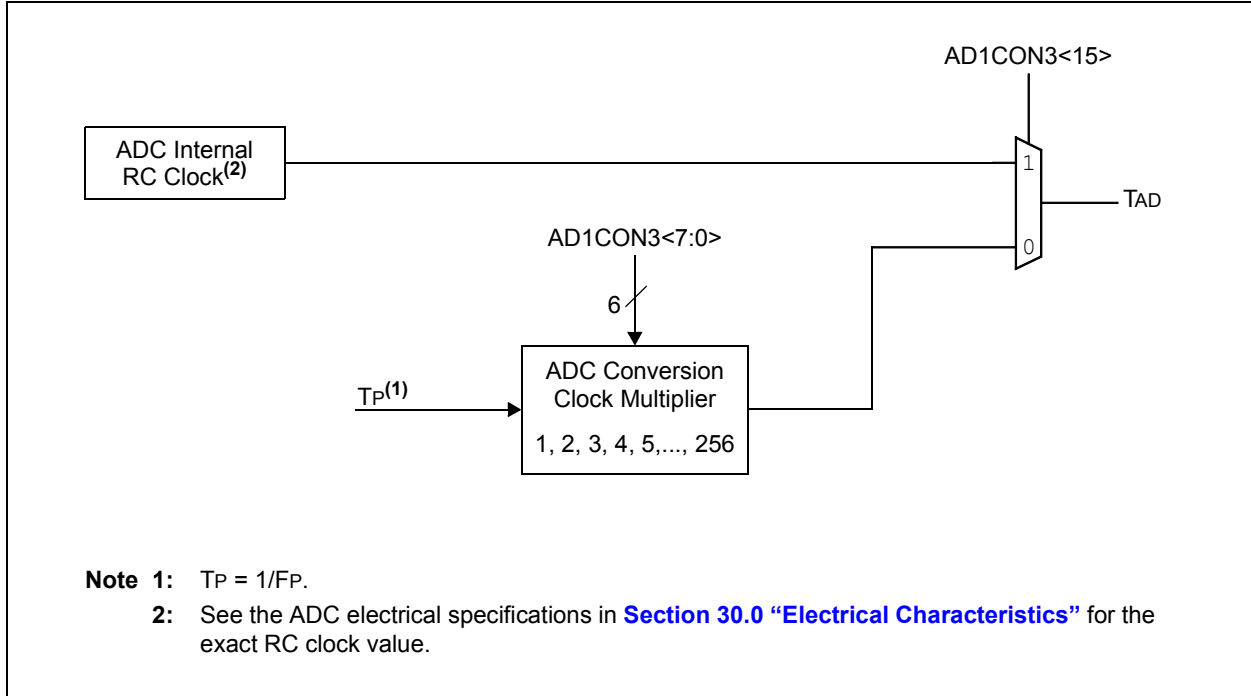 AD1CON3<15>
ADC Internal
RC Clock(2)
1
TAD
AD1CON3<7:0>
0
6
ADC Conversion
Clock Multiplier
TP(1)
1, 2, 3, 4, 5,..., 256
Note 1: TP = 1/FP.
2: See the ADC electrical specifications in Section 30.0 “Electrical Characteristics” for the
exact RC clock value.